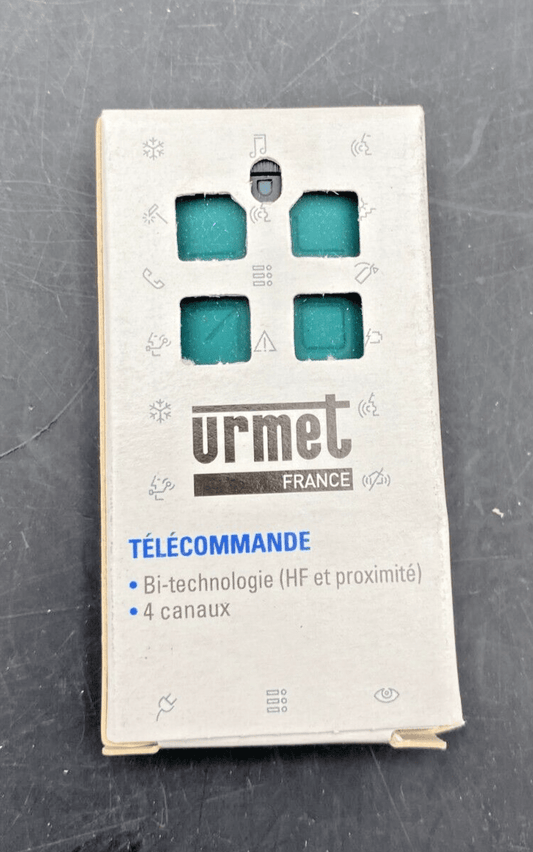 urmet
FRANCE
TÉLÉCOMMANDE
• Bi-technologie (HF et proximité)
• 4 canaux